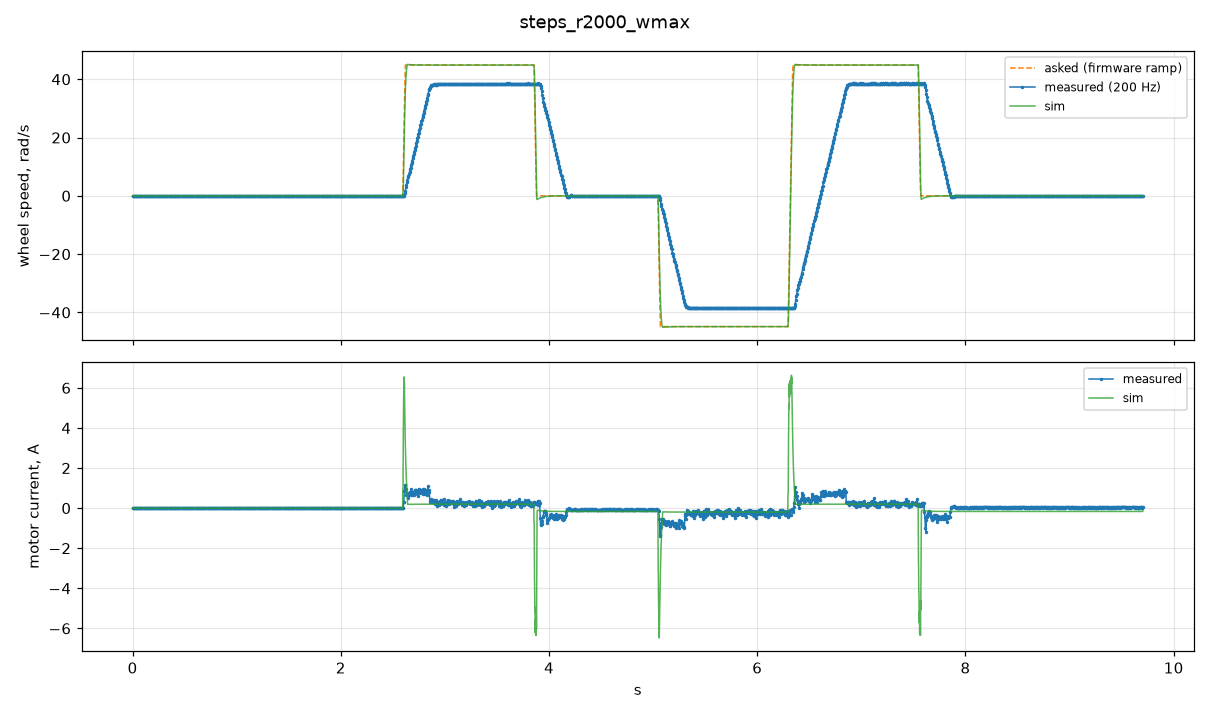 steps_r2000_wmax
wheel speed, rad/s
40
20
0
−20
−40
asked (firmware ramp)
measured (200 Hz)
sim
motor current, A
6
4
2
0
−2
−4
−6
measured
sim
0
2
4
6
8
10
s